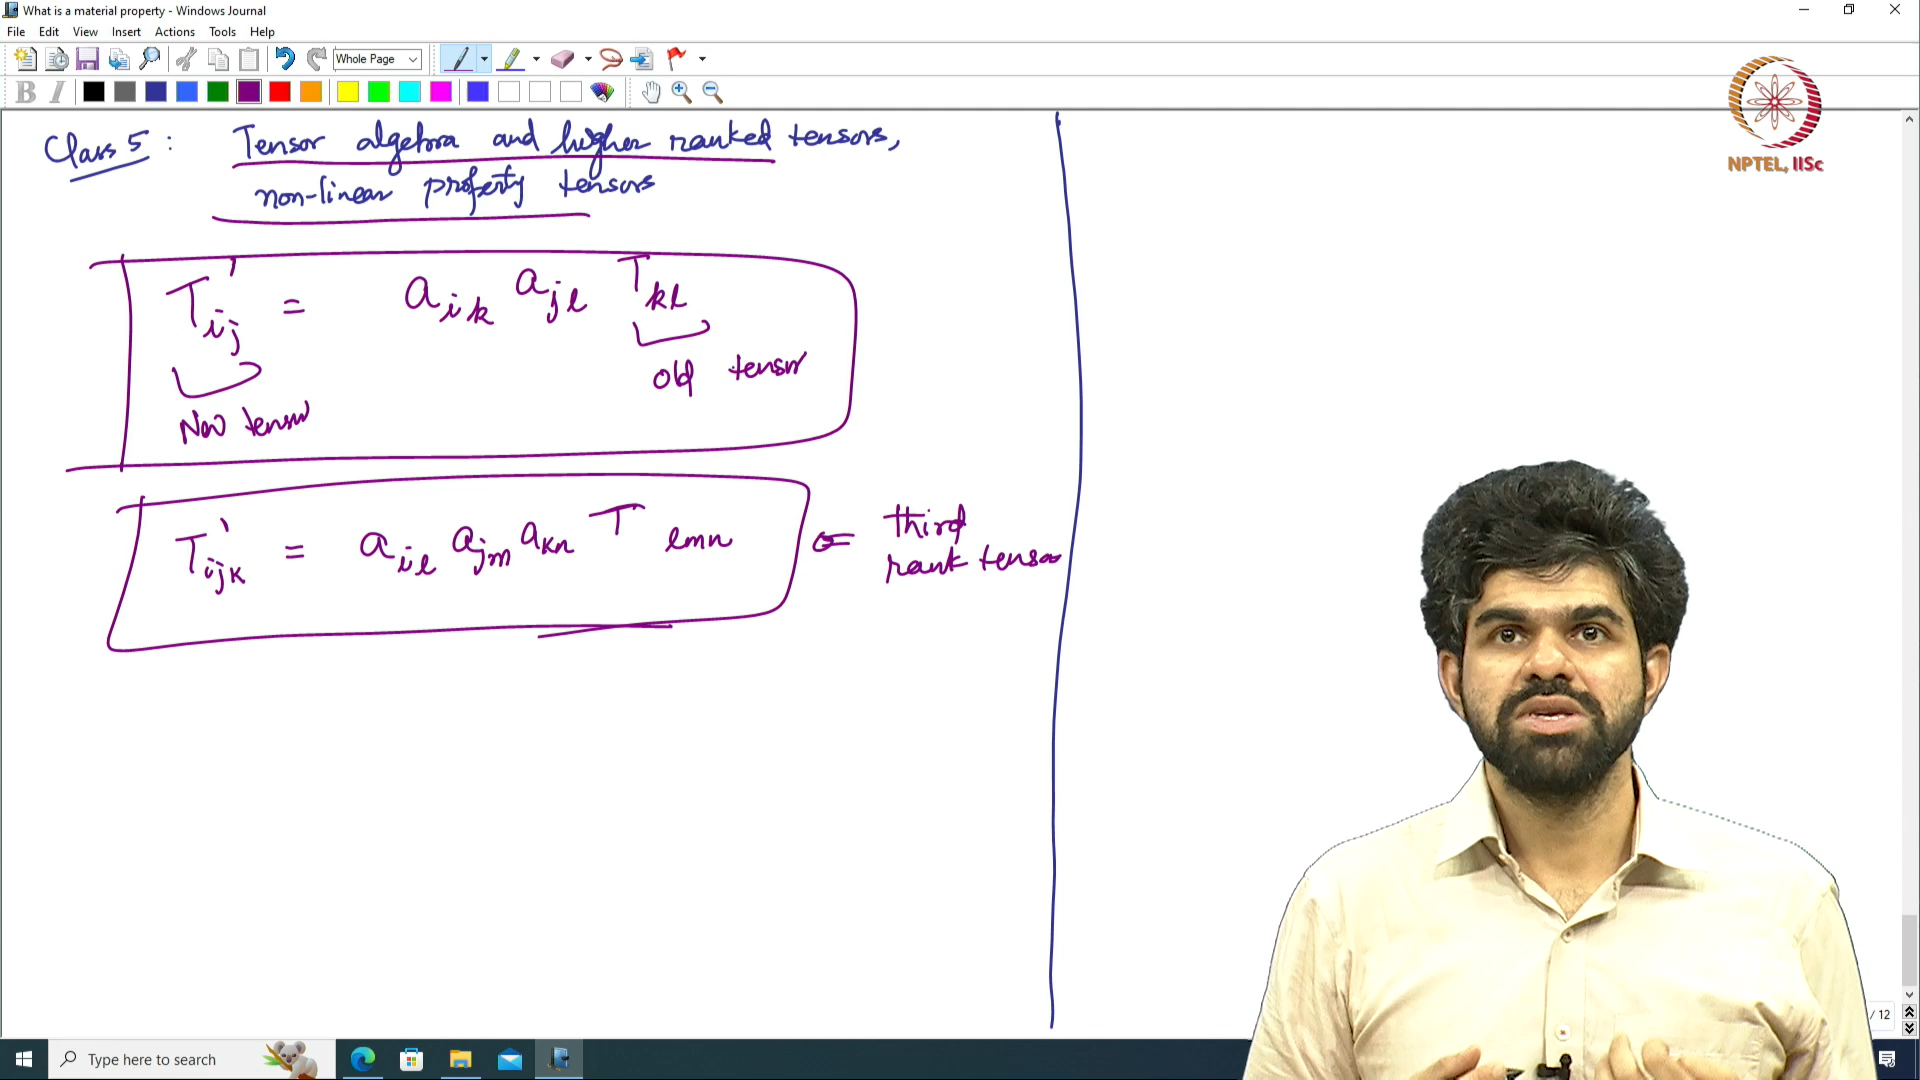 What is a material property - Windows Journal
File Edit View Insert Actions Tools Help
Whole Page
B I
NPTEL, IISc
Class 5 : Tensor algebra and higher ranked tensors,
non-linear property tensors
T'ij = aik ajl Tkl
New tensor
old tensor
T'ijk = ail ajm akn T lmn ⇐ third
rank tensor
/ 12
Type here to search